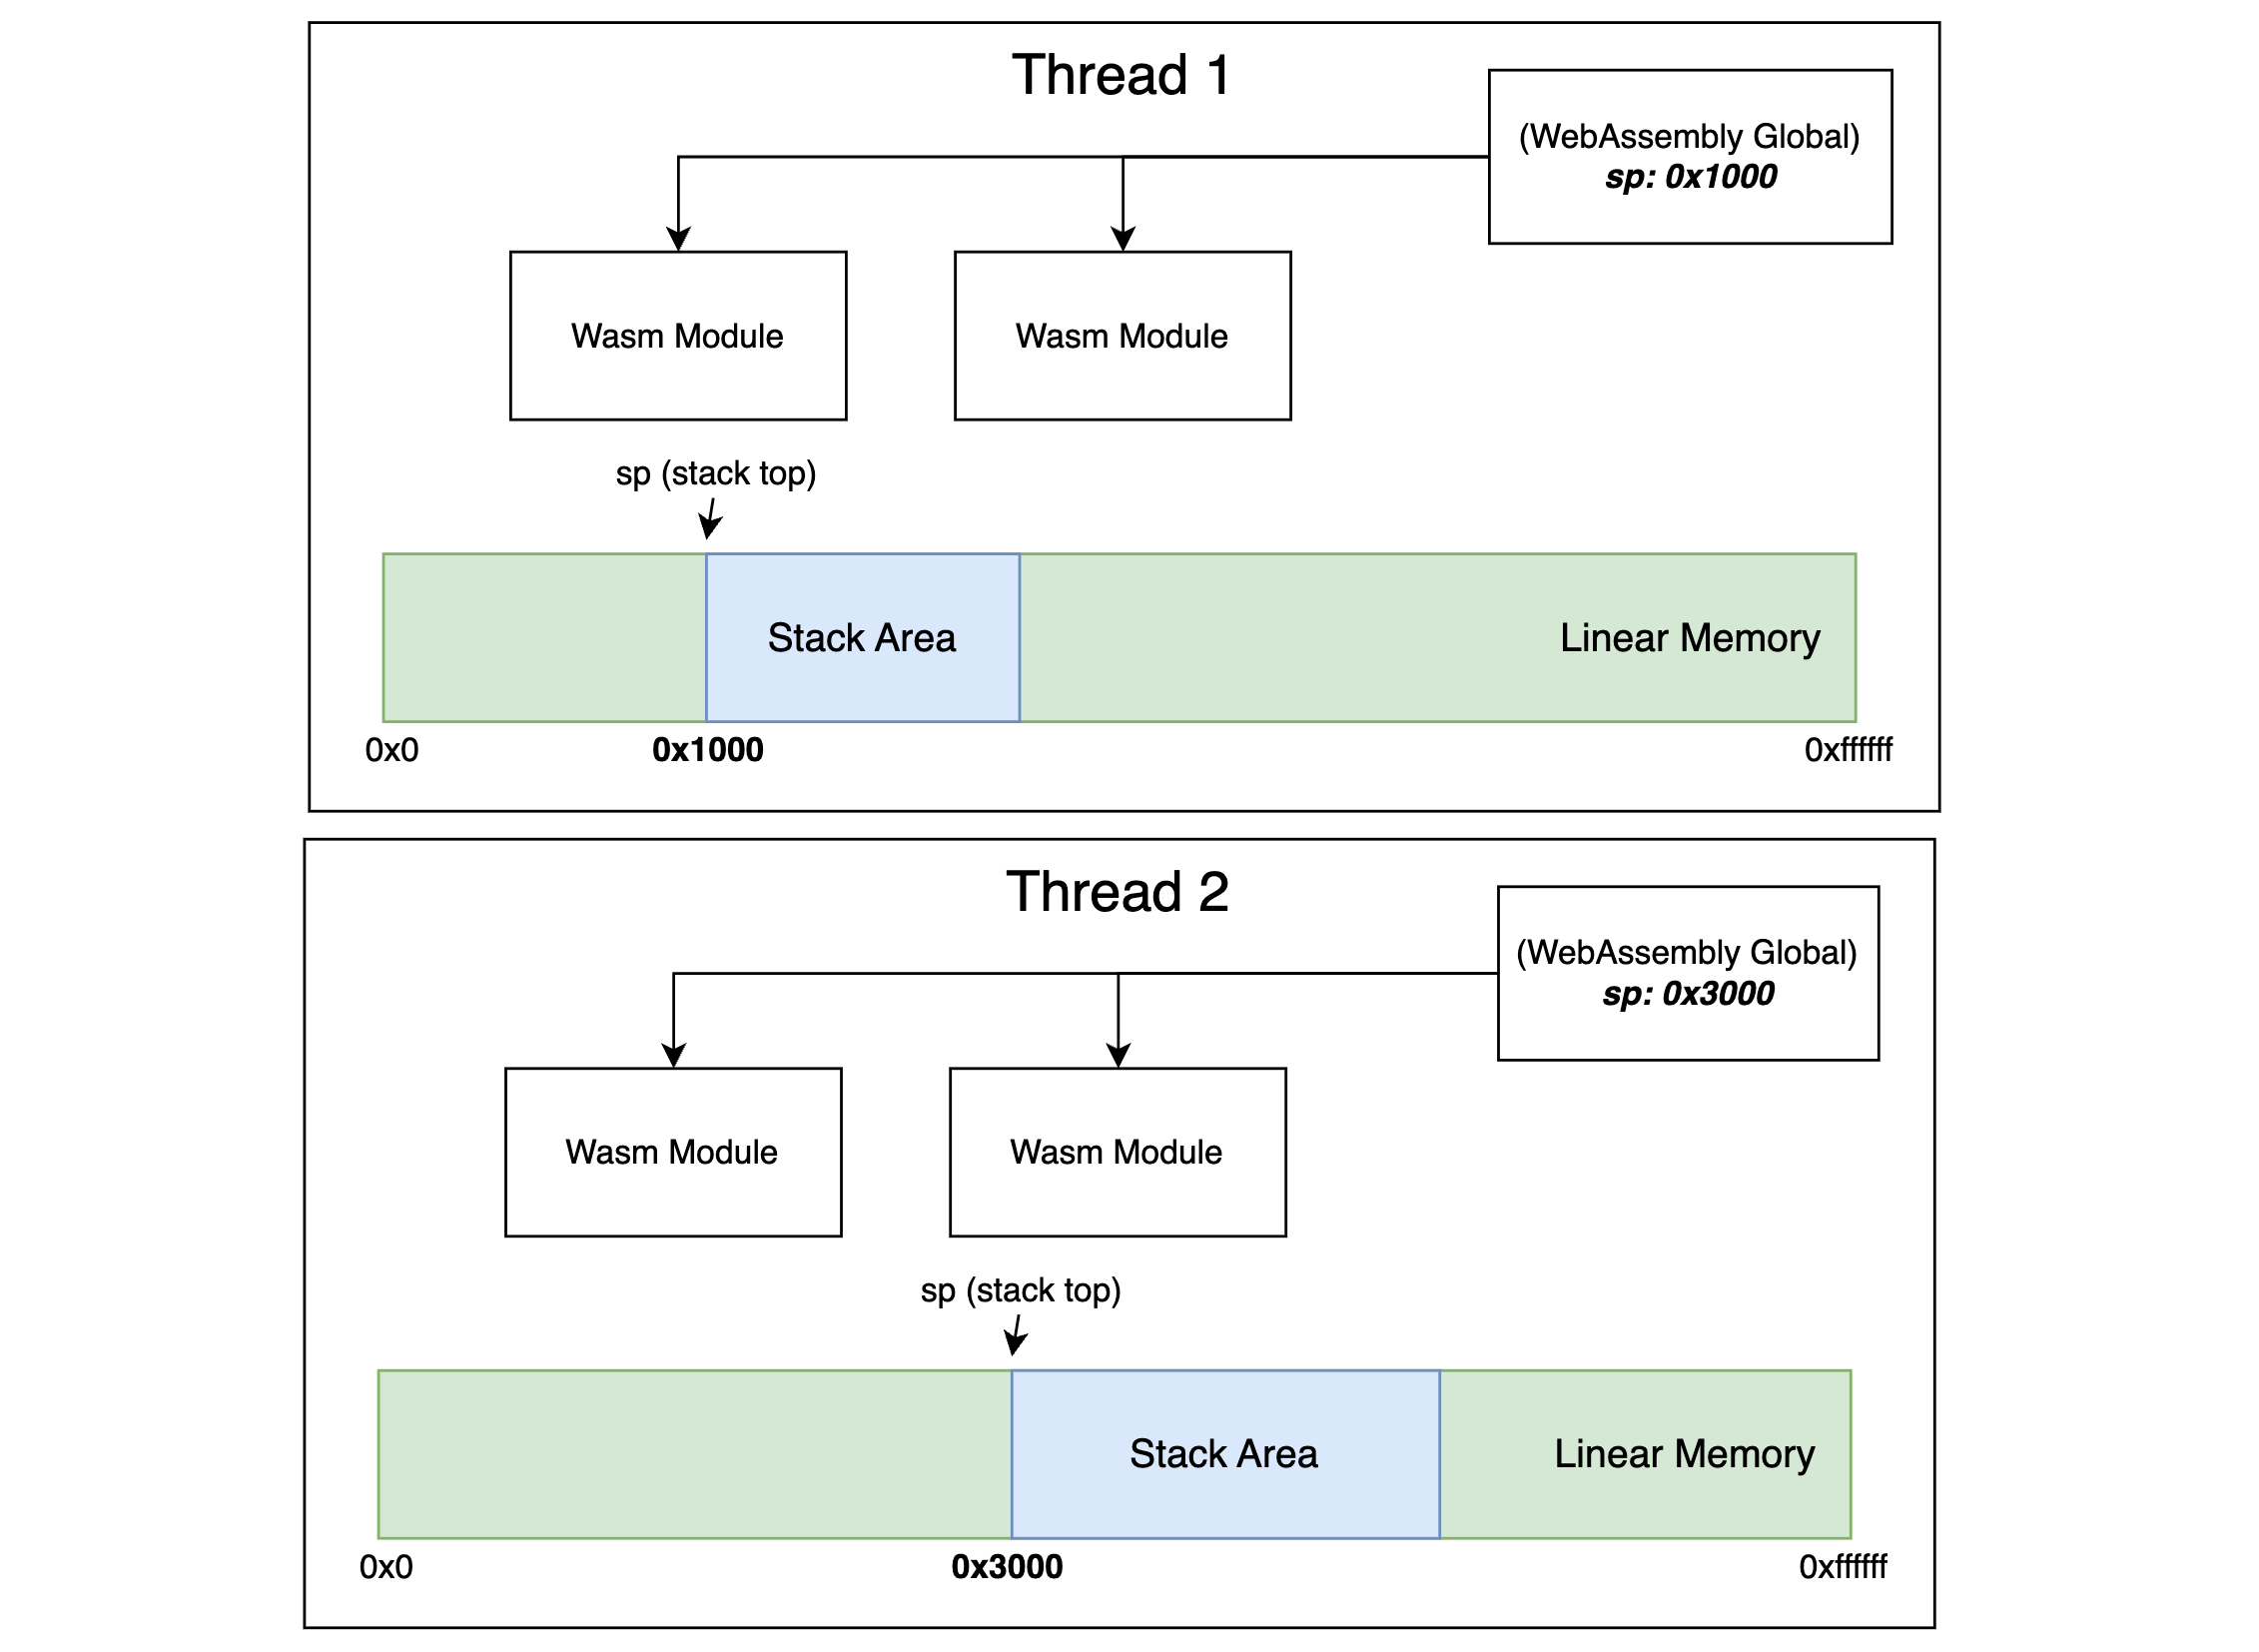 Thread 1
(WebAssembly Global)
sp: 0x1000
Wasm Module
Wasm Module
sp (stack top)
Stack Area
Linear Memory
0x0
0x1000
0xffffff
Thread 2
(WebAssembly Global)
sp: 0x3000
Wasm Module
Wasm Module
sp (stack top)
Stack Area
Linear Memory
0x0
0x3000
0xffffff